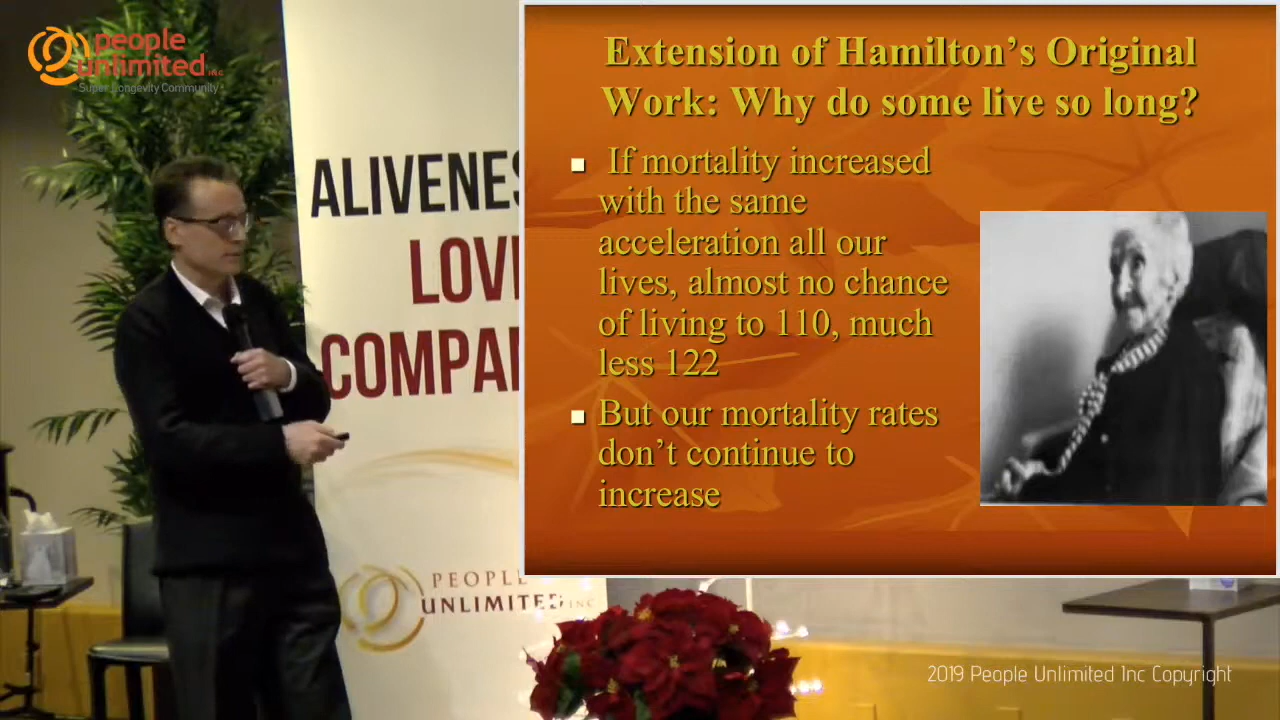 people
unlimited INC
Super Longevity Community
ALIVENES
LOV
COMPA
PEOPLE
UNLIMITED INC
Extension of Hamilton's Original
Work: Why do some live so long?
If mortality increased
with the same
acceleration all our
lives, almost no chance
of living to 110, much
less 122
But our mortality rates
don't continue to
increase
2019 People Unlimited Inc Copyright